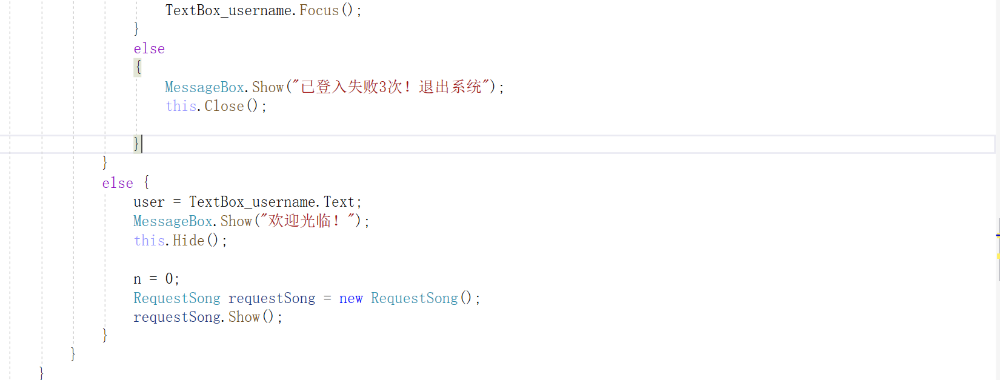 TextBox_username.Focus();
}
else
{
MessageBox.Show("已登入失败3次！退出系统");
this.Close();
}
}
else {
user = TextBox_username.Text;
MessageBox.Show("欢迎光临！");
this.Hide();
n = 0;
RequestSong requestSong = new RequestSong();
requestSong.Show();
}
}
}